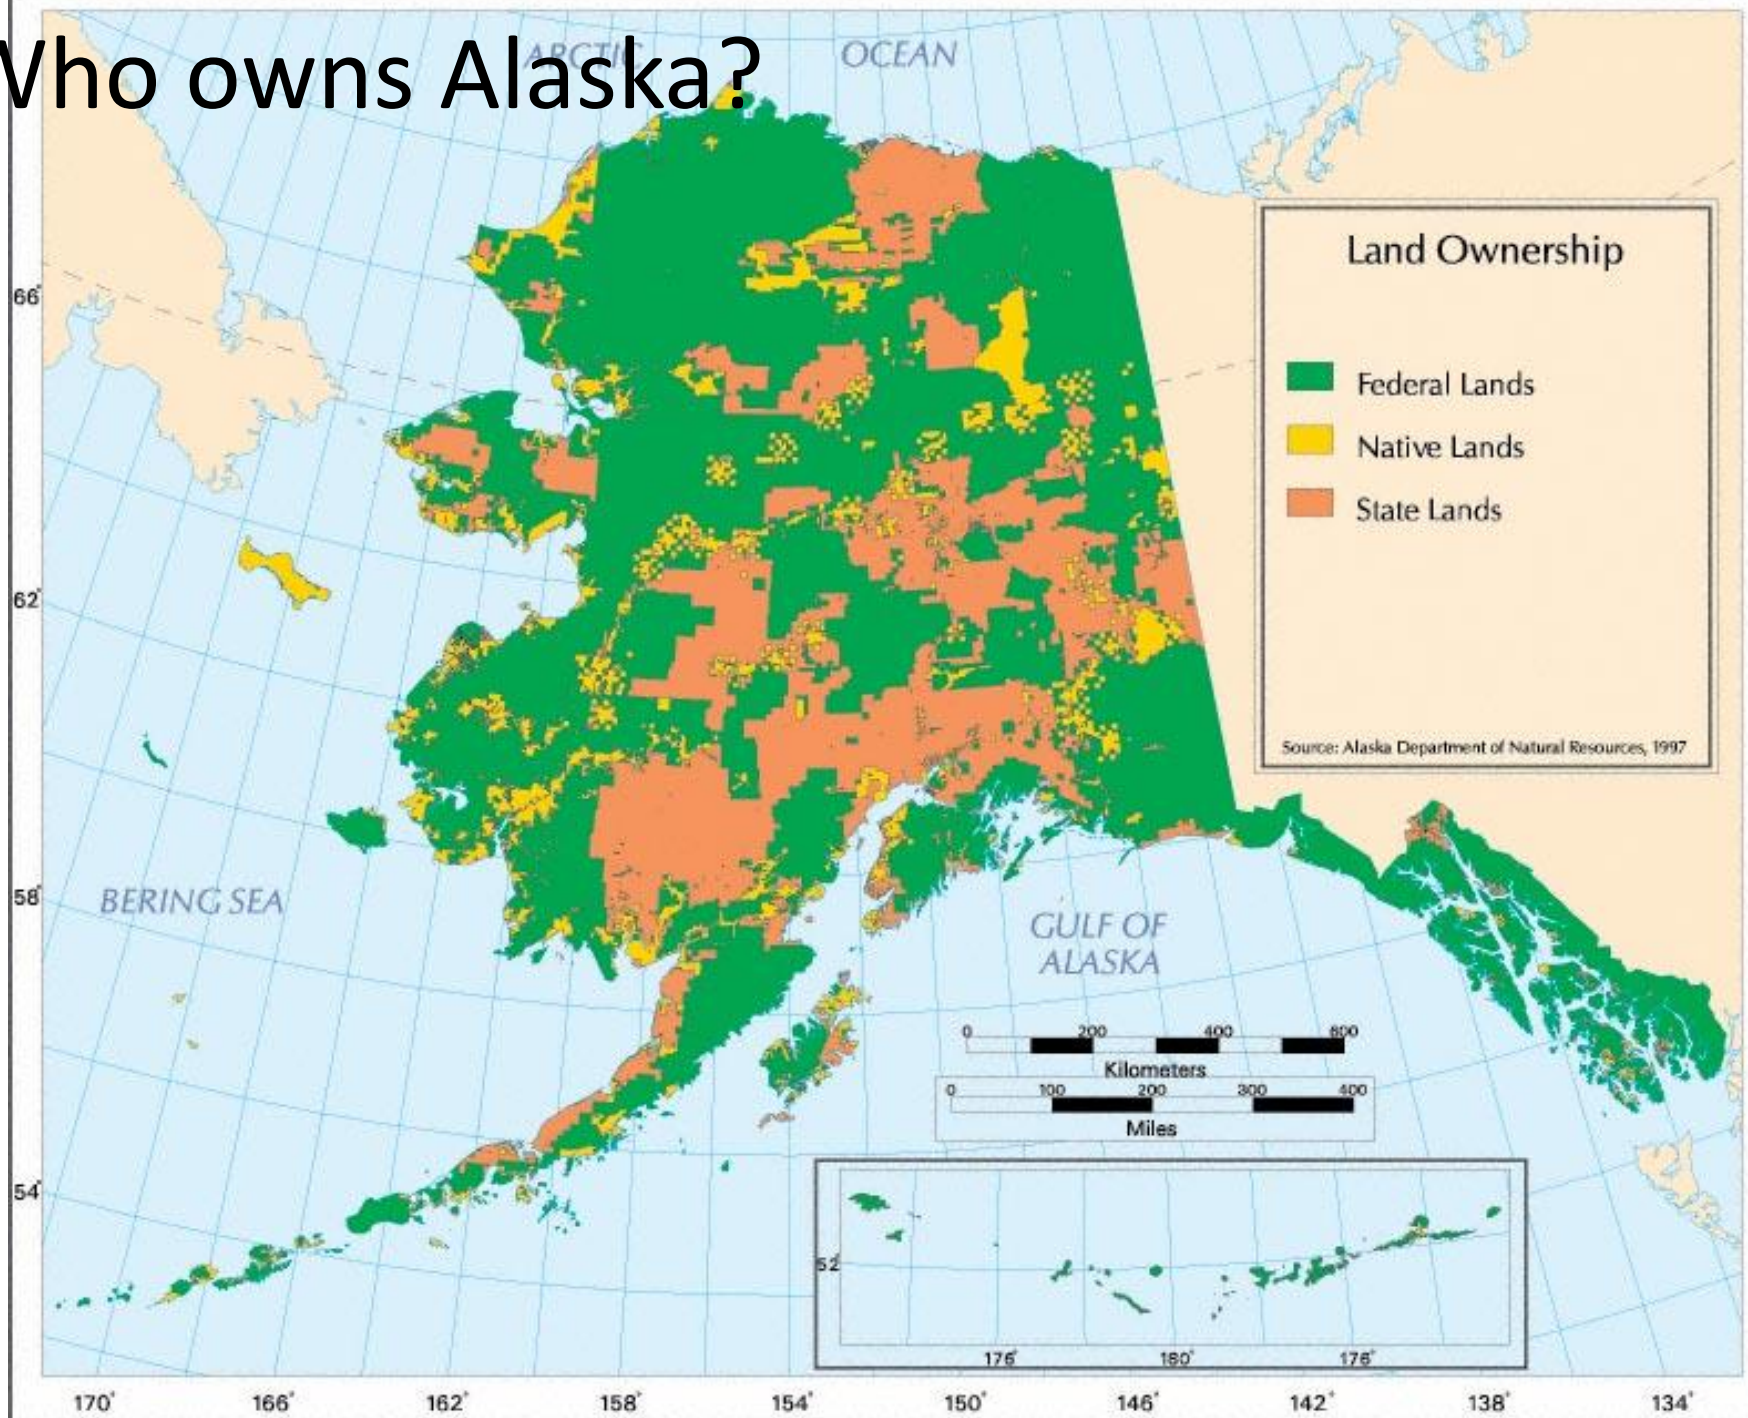 Who owns Alaska?
ARCTIC OCEAN
Land Ownership
Federal Lands
Native Lands
State Lands
Source: Alaska Department of Natural Resources, 1997
66°
62°
58°
54°
BERING SEA
GULF OF
ALASKA
0 200 400 600
Kilometers
0 100 200 300 400
Miles
52
176° 180° 176°
170° 166° 162° 158° 154° 150° 146° 142° 138° 134°